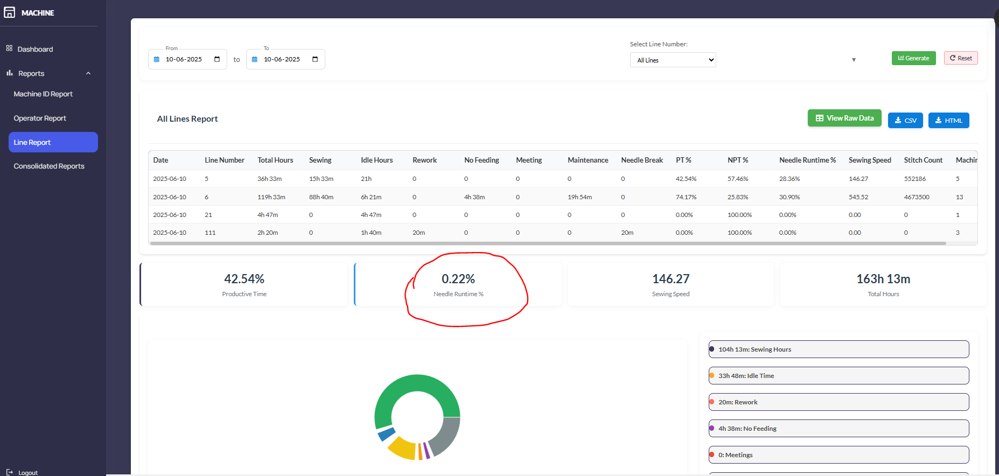 MACHINE
Dashboard
Reports
Machine ID Report
Operator Report
Line Report
Consolidated Reports
Logout
From
10-06-2025
to
To
10-06-2025
Select Line Number:
All Lines
Generate
Reset
All Lines Report
View Raw Data
CSV
HTML
Date Line Number Total Hours Sewing Idle Hours Rework No Feeding Meeting Maintenance Needle Break PT % NPT % Needle Runtime % Sewing Speed Stitch Count Machin
2025-06-10 5 36h 33m 15h 33m 21h 0 0 0 0 0 42.54% 57.46% 28.36% 146.27 552186 5
2025-06-10 6 119h 33m 88h 40m 6h 21m 0 4h 38m 0 19h 54m 0 74.17% 25.83% 30.90% 545.52 4673500 13
2025-06-10 21 4h 47m 0 4h 47m 0 0 0 0 0 0.00% 100.00% 0.00% 0.00 0 1
2025-06-10 111 2h 20m 0 1h 40m 20m 0 0 0 20m 0.00% 100.00% 0.00% 0.00 0 3
42.54%
Productive Time
0.22%
Needle Runtime %
146.27
Sewing Speed
163h 13m
Total Hours
104h 13m: Sewing Hours
33h 48m: Idle Time
20m: Rework
4h 38m: No Feeding
0: Meetings